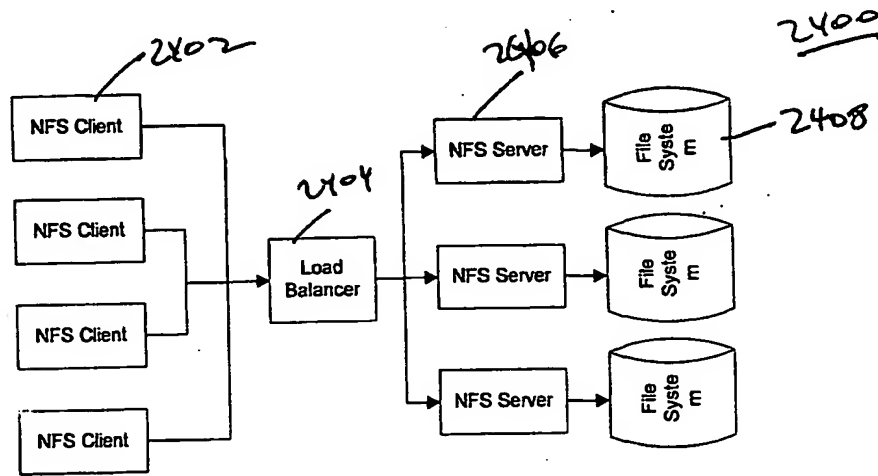 2400
2402
2406
2408
NFS Client
NFS Server
File
Syste
m
2404
NFS Client
Load
Balancer
NFS Server
File
Syste
m
NFS Client
NFS Server
File
Syste
m
NFS Client